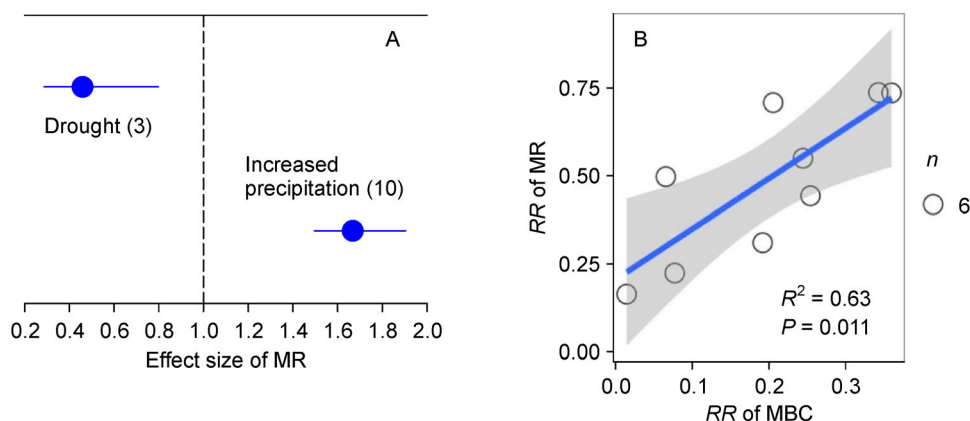 A
Drought (3)
Increased
precipitation (10)
0.2 0.4 0.6 0.8 1.0 1.2 1.4 1.6 1.8 2.0
Effect size of MR
B
0.75
0.50
0.25
0.00
RR of MR
R² = 0.63
P = 0.011
0.0 0.1 0.2 0.3
RR of MBC
n
6